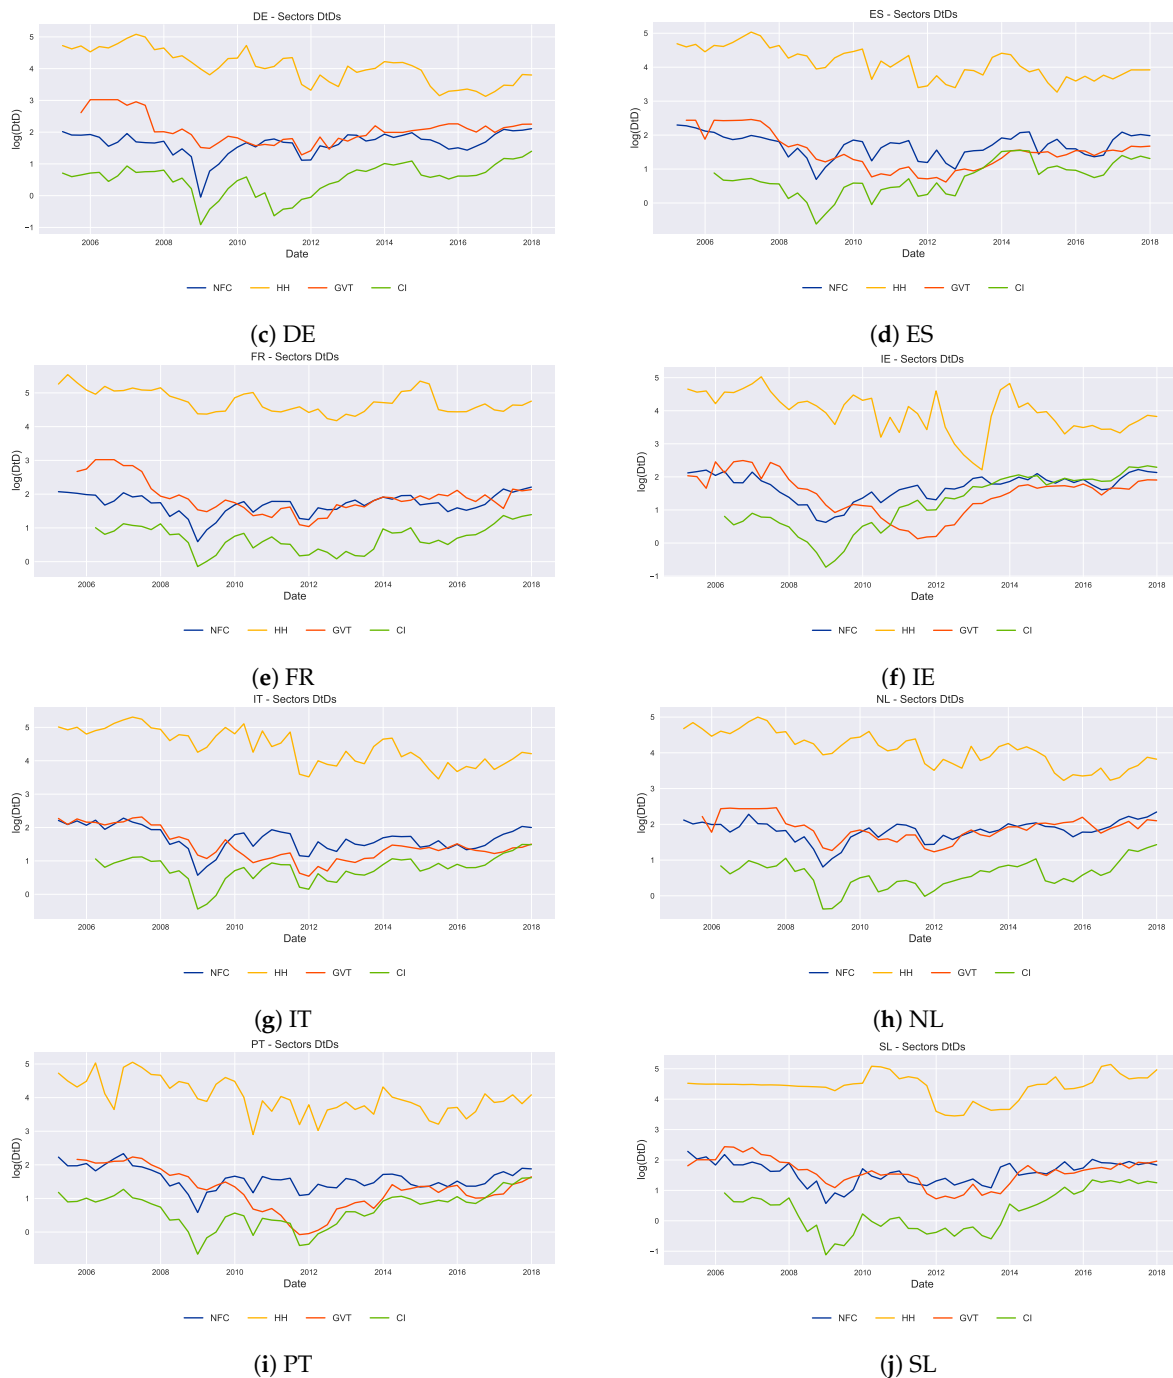 DE - Sectors DtDs
5
4
3
2
1
0
−1
log(DtD)
2006 2008 2010 2012 2014 2016 2018
Date
NFC HH GVT CI
(c) DE
ES - Sectors DtDs
5
4
3
2
1
0
log(DtD)
2006 2008 2010 2012 2014 2016 2018
Date
NFC HH GVT CI
(d) ES
FR - Sectors DtDs
5
4
3
2
1
0
log(DtD)
2006 2008 2010 2012 2014 2016 2018
Date
NFC HH GVT CI
(e) FR
IE - Sectors DtDs
5
4
3
2
1
0
−1
log(DtD)
2006 2008 2010 2012 2014 2016 2018
Date
NFC HH GVT CI
(f) IE
IT - Sectors DtDs
5
4
3
2
1
0
log(DtD)
2006 2008 2010 2012 2014 2016 2018
Date
NFC HH GVT CI
(g) IT
NL - Sectors DtDs
5
4
3
2
1
0
log(DtD)
2006 2008 2010 2012 2014 2016 2018
Date
NFC HH GVT CI
(h) NL
PT - Sectors DtDs
5
4
3
2
1
0
log(DtD)
2006 2008 2010 2012 2014 2016 2018
Date
NFC HH GVT CI
(i) PT
SL - Sectors DtDs
5
4
3
2
1
0
−1
log(DtD)
2006 2008 2010 2012 2014 2016 2018
Date
NFC HH GVT CI
(j) SL